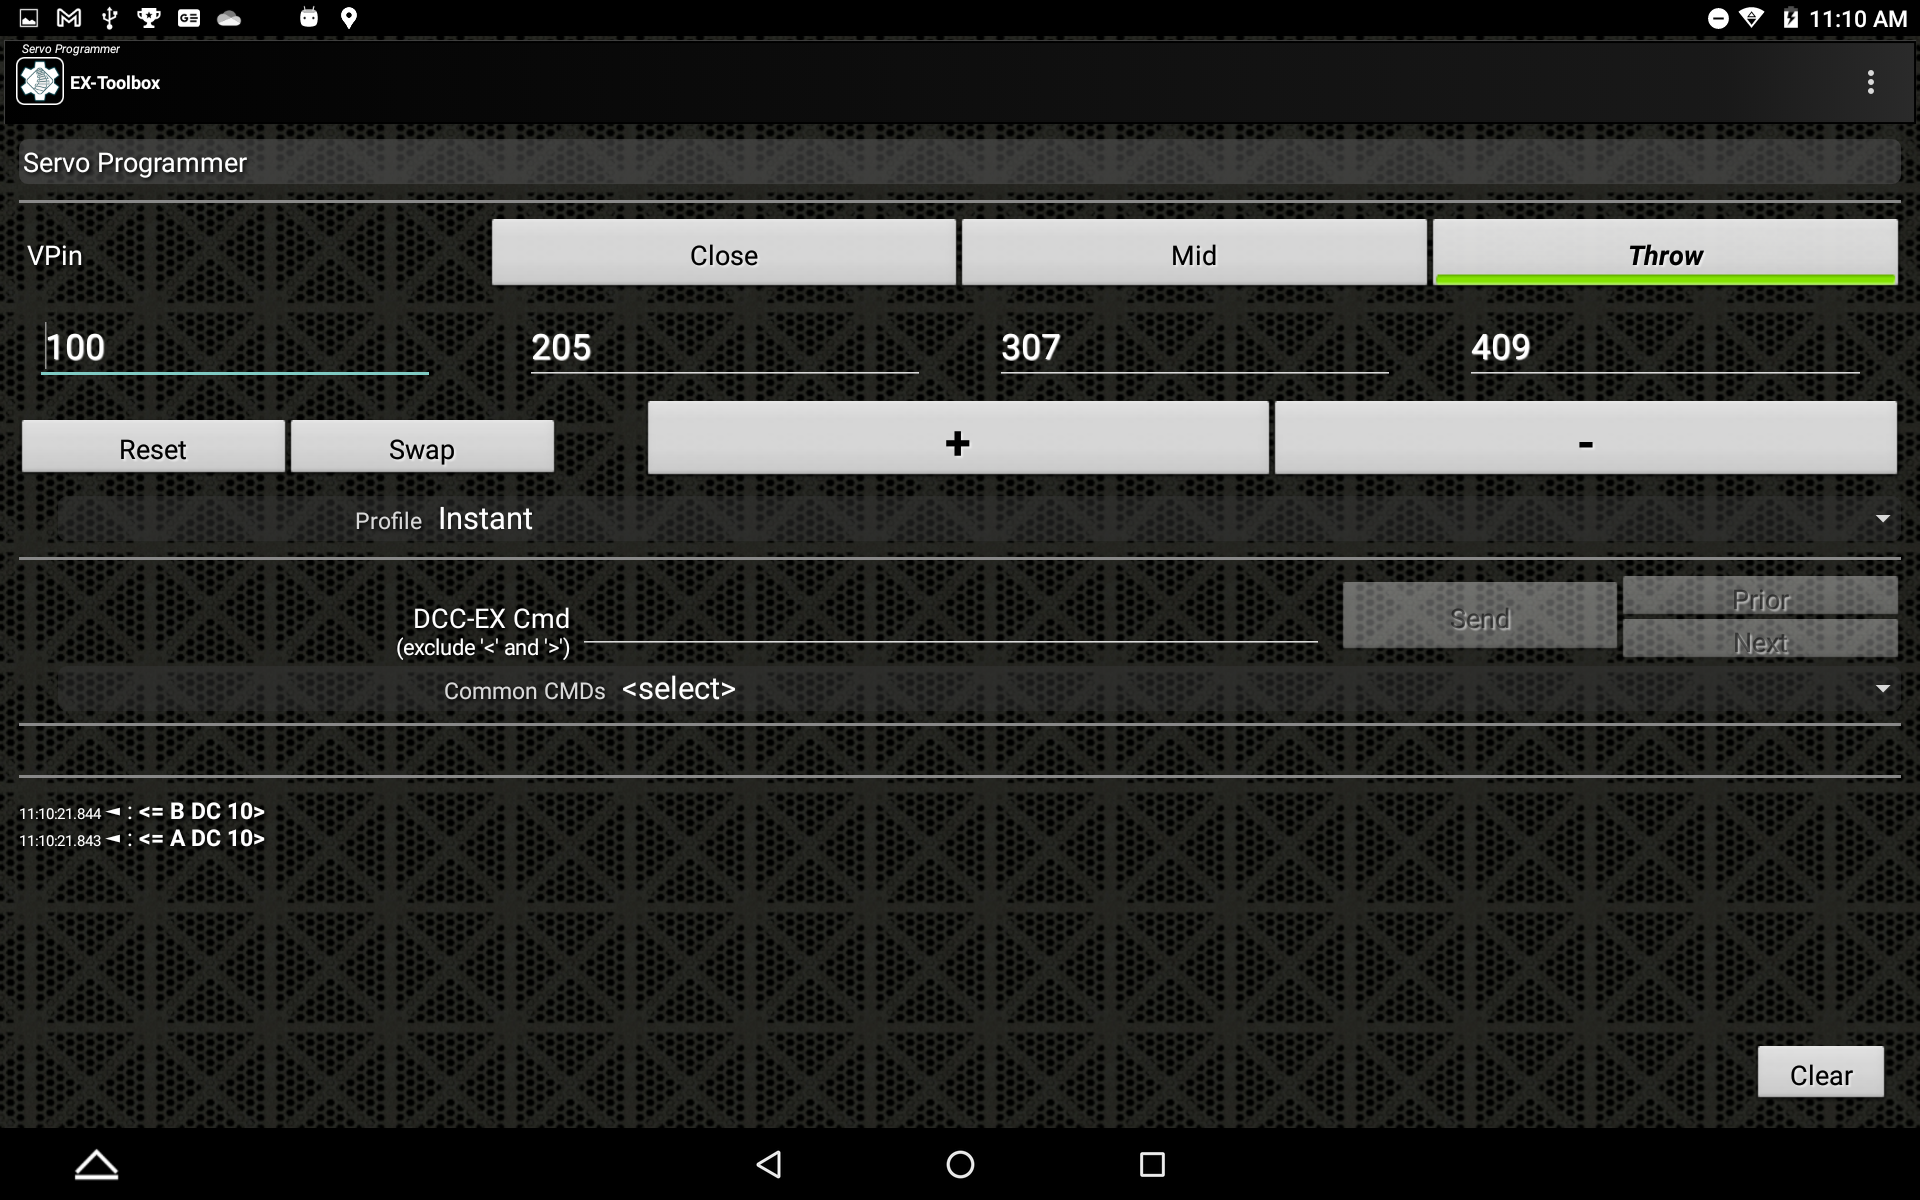 11:10 AM
Servo Programmer
EX-Toolbox
Servo Programmer
VPin Close Mid Throw
100 205 307 409
Reset Swap + -
Profile Instant
DCC-EX Cmd Send Prior
(exclude '<' and '>') Next
Common CMDs <select>
11:10:21.844 ◄ : <= B DC 10>
11:10:21.843 ◄ : <= A DC 10>
Clear